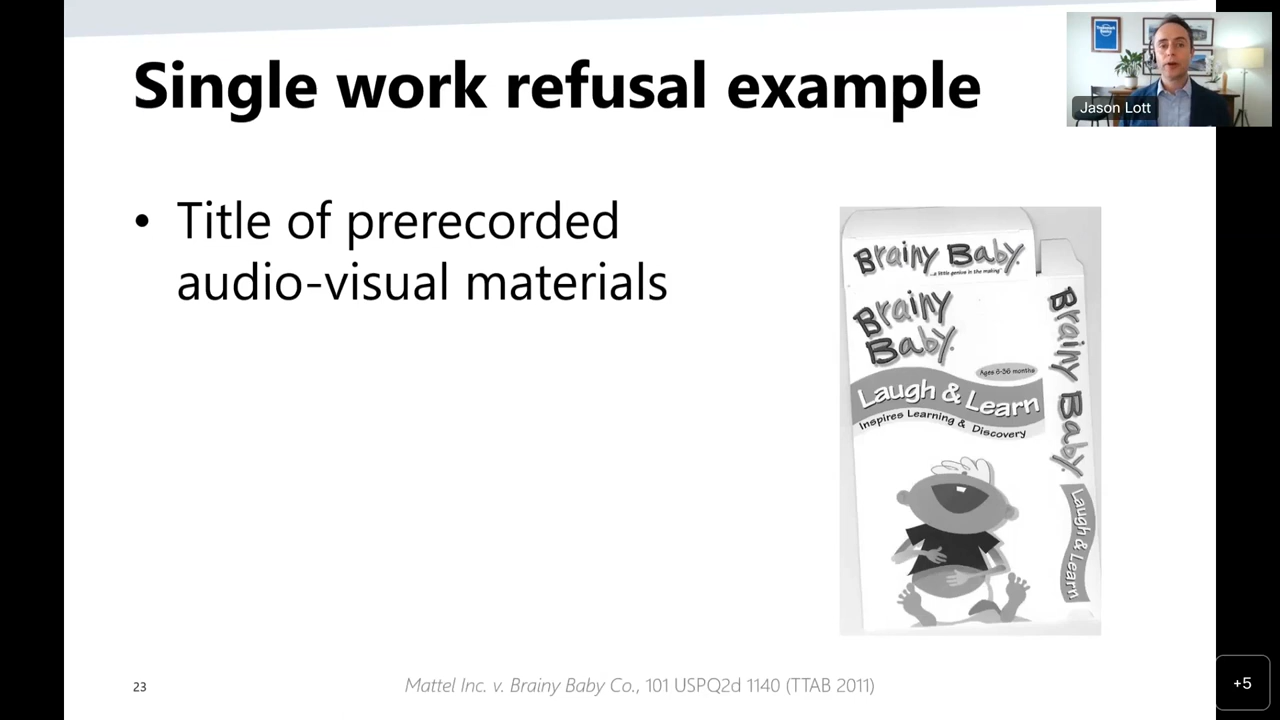 Single work refusal example
Jason Lott
• Title of prerecorded
audio-visual materials
Brainy Baby
a little genius in the making
Brainy
Baby
Ages 6-36 months
Laugh & Learn
Inspires Learning & Discovery
Brainy Baby
Laugh & Learn
23
Mattel Inc. v. Brainy Baby Co., 101 USPQ2d 1140 (TTAB 2011)
+5